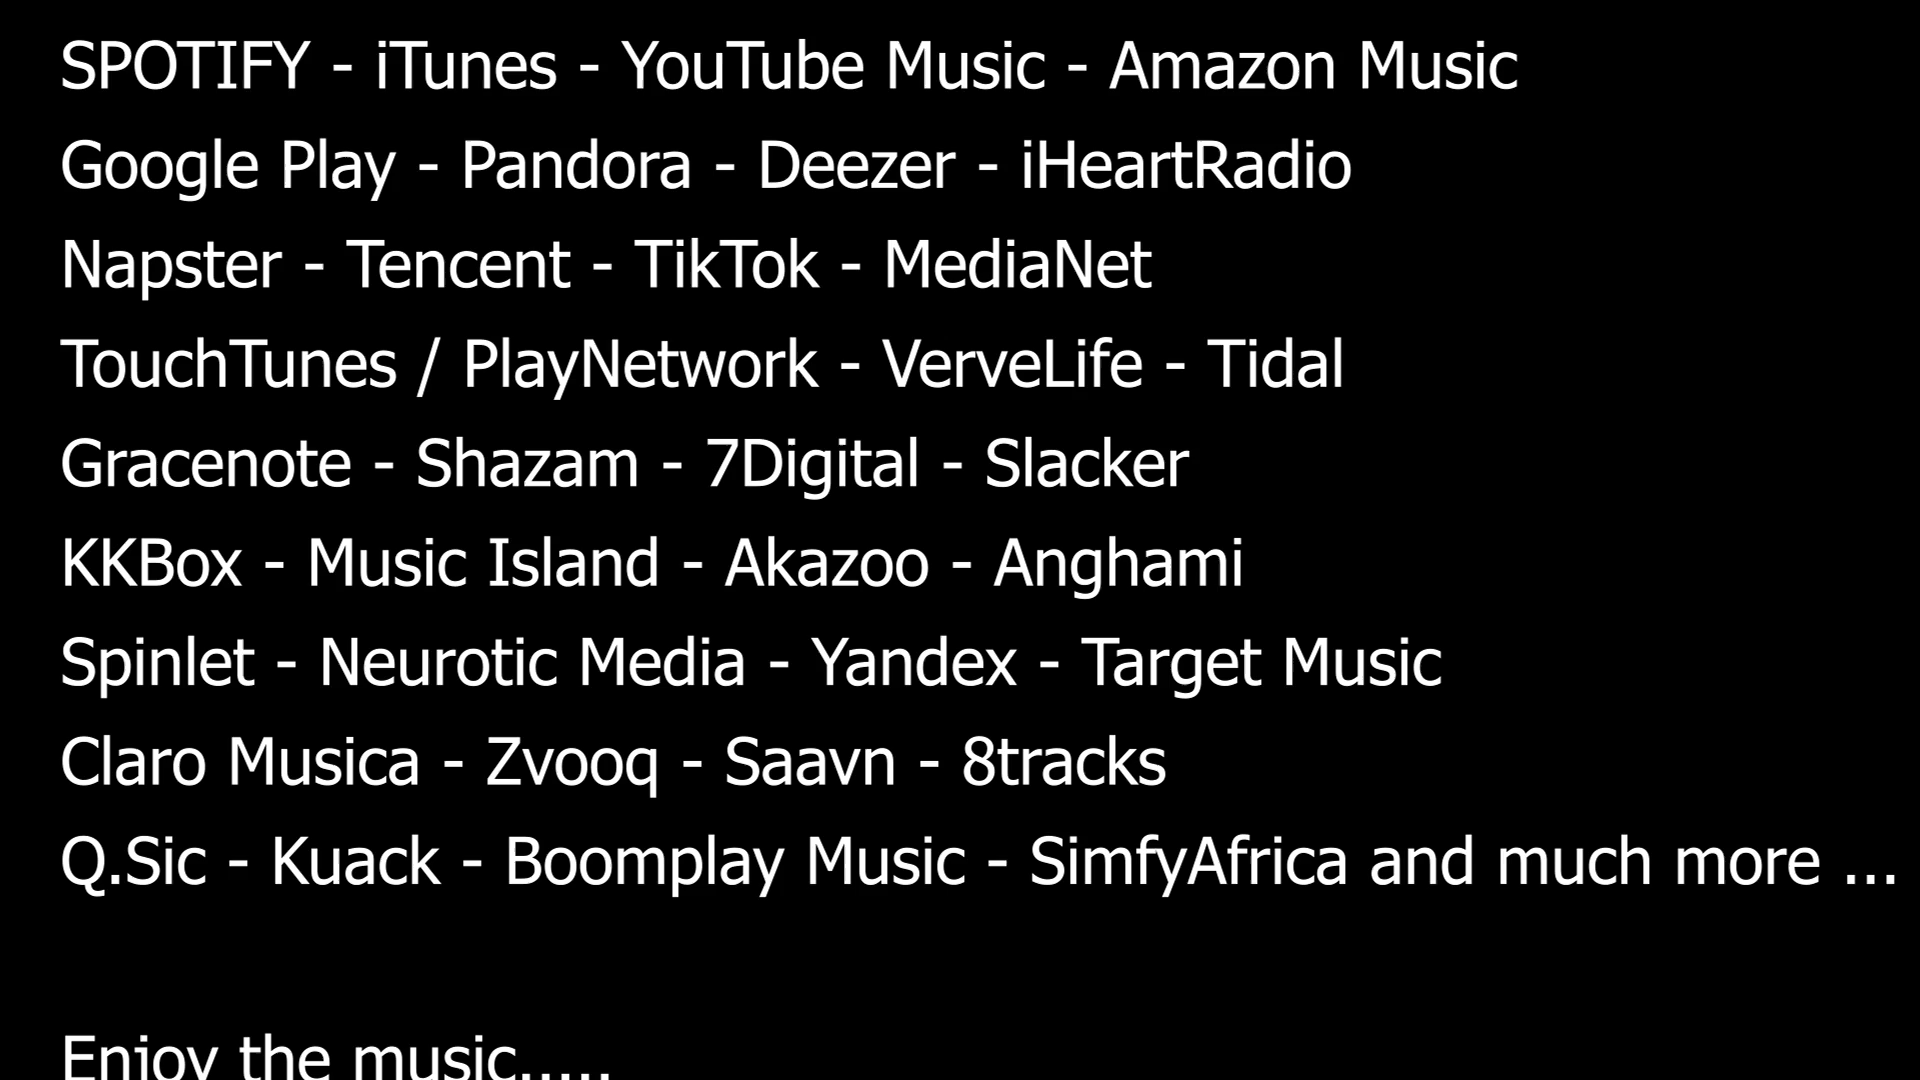 SPOTIFY - iTunes - YouTube Music - Amazon Music
Google Play - Pandora - Deezer - iHeartRadio
Napster - Tencent - TikTok - MediaNet
TouchTunes / PlayNetwork - VerveLife - Tidal
Gracenote - Shazam - 7Digital - Slacker
KKBox - Music Island - Akazoo - Anghami
Spinlet - Neurotic Media - Yandex - Target Music
Claro Musica - Zvooq - Saavn - 8tracks
Q.Sic - Kuack - Boomplay Music - SimfyAfrica and much more ...
Enjoy the music.....